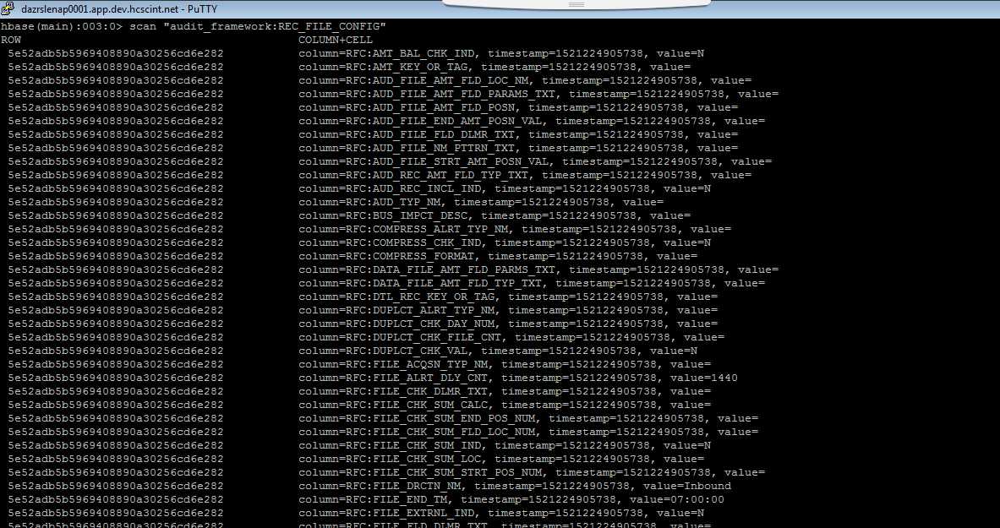 dazrslenap0001.app.dev.hcscint.net - PuTTY
hbase(main):003:0> scan "audit_framework:REC_FILE_CONFIG"
ROW COLUMN+CELL
5e52adb5b5969408890a30256cd6e282 column=RFC:AMT_BAL_CHK_IND, timestamp=1521224905738, value=N
5e52adb5b5969408890a30256cd6e282 column=RFC:AMT_KEY_OR_TAG, timestamp=1521224905738, value=
5e52adb5b5969408890a30256cd6e282 column=RFC:AUD_FILE_AMT_FLD_LOC_NM, timestamp=1521224905738, value=
5e52adb5b5969408890a30256cd6e282 column=RFC:AUD_FILE_AMT_FLD_PARAMS_TXT, timestamp=1521224905738, value=
5e52adb5b5969408890a30256cd6e282 column=RFC:AUD_FILE_AMT_FLD_POSN, timestamp=1521224905738, value=
5e52adb5b5969408890a30256cd6e282 column=RFC:AUD_FILE_END_AMT_POSN_VAL, timestamp=1521224905738, value=
5e52adb5b5969408890a30256cd6e282 column=RFC:AUD_FILE_FLD_DLMR_TXT, timestamp=1521224905738, value=
5e52adb5b5969408890a30256cd6e282 column=RFC:AUD_FILE_NM_PTTRN_TXT, timestamp=1521224905738, value=
5e52adb5b5969408890a30256cd6e282 column=RFC:AUD_FILE_STRT_AMT_POSN_VAL, timestamp=1521224905738, value=
5e52adb5b5969408890a30256cd6e282 column=RFC:AUD_REC_AMT_FLD_TYP_TXT, timestamp=1521224905738, value=
5e52adb5b5969408890a30256cd6e282 column=RFC:AUD_REC_INCL_IND, timestamp=1521224905738, value=N
5e52adb5b5969408890a30256cd6e282 column=RFC:AUD_TYP_NM, timestamp=1521224905738, value=
5e52adb5b5969408890a30256cd6e282 column=RFC:BUS_IMPCT_DESC, timestamp=1521224905738, value=
5e52adb5b5969408890a30256cd6e282 column=RFC:COMPRESS_ALRT_TYP_NM, timestamp=1521224905738, value=
5e52adb5b5969408890a30256cd6e282 column=RFC:COMPRESS_CHK_IND, timestamp=1521224905738, value=N
5e52adb5b5969408890a30256cd6e282 column=RFC:COMPRESS_FORMAT, timestamp=1521224905738, value=
5e52adb5b5969408890a30256cd6e282 column=RFC:DATA_FILE_AMT_FLD_PARAMS_TXT, timestamp=1521224905738, value=
5e52adb5b5969408890a30256cd6e282 column=RFC:DATA_FILE_AMT_FLD_TYP_TXT, timestamp=1521224905738, value=
5e52adb5b5969408890a30256cd6e282 column=RFC:DTL_REC_KEY_OR_TAG, timestamp=1521224905738, value=
5e52adb5b5969408890a30256cd6e282 column=RFC:DUPLCT_ALRT_TYP_NM, timestamp=1521224905738, value=
5e52adb5b5969408890a30256cd6e282 column=RFC:DUPLCT_CHK_DAY_NUM, timestamp=1521224905738, value=
5e52adb5b5969408890a30256cd6e282 column=RFC:DUPLCT_CHK_FILE_CNT, timestamp=1521224905738, value=
5e52adb5b5969408890a30256cd6e282 column=RFC:DUPLCT_CHK_VAL, timestamp=1521224905738, value=N
5e52adb5b5969408890a30256cd6e282 column=RFC:FILE_ACQSN_TYP_NM, timestamp=1521224905738, value=
5e52adb5b5969408890a30256cd6e282 column=RFC:FILE_ALRT_DLY_CNT, timestamp=1521224905738, value=1440
5e52adb5b5969408890a30256cd6e282 column=RFC:FILE_CHK_DLMR_TXT, timestamp=1521224905738, value=
5e52adb5b5969408890a30256cd6e282 column=RFC:FILE_CHK_SUM_CALC, timestamp=1521224905738, value=
5e52adb5b5969408890a30256cd6e282 column=RFC:FILE_CHK_SUM_END_POS_NUM, timestamp=1521224905738, value=
5e52adb5b5969408890a30256cd6e282 column=RFC:FILE_CHK_SUM_FLD_LOC_NUM, timestamp=1521224905738, value=
5e52adb5b5969408890a30256cd6e282 column=RFC:FILE_CHK_SUM_IND, timestamp=1521224905738, value=N
5e52adb5b5969408890a30256cd6e282 column=RFC:FILE_CHK_SUM_LOC, timestamp=1521224905738, value=
5e52adb5b5969408890a30256cd6e282 column=RFC:FILE_CHK_SUM_STRT_POS_NUM, timestamp=1521224905738, value=
5e52adb5b5969408890a30256cd6e282 column=RFC:FILE_DRCTN_NM, timestamp=1521224905738, value=Inbound
5e52adb5b5969408890a30256cd6e282 column=RFC:FILE_END_TM, timestamp=1521224905738, value=07:00:00
5e52adb5b5969408890a30256cd6e282 column=RFC:FILE_EXTRNL_IND, timestamp=1521224905738, value=N
5e52adb5b5969408890a30256cd6e282 column=RFC:FILE_FLD_DLMR_TXT, timestamp=1521224905738, value=